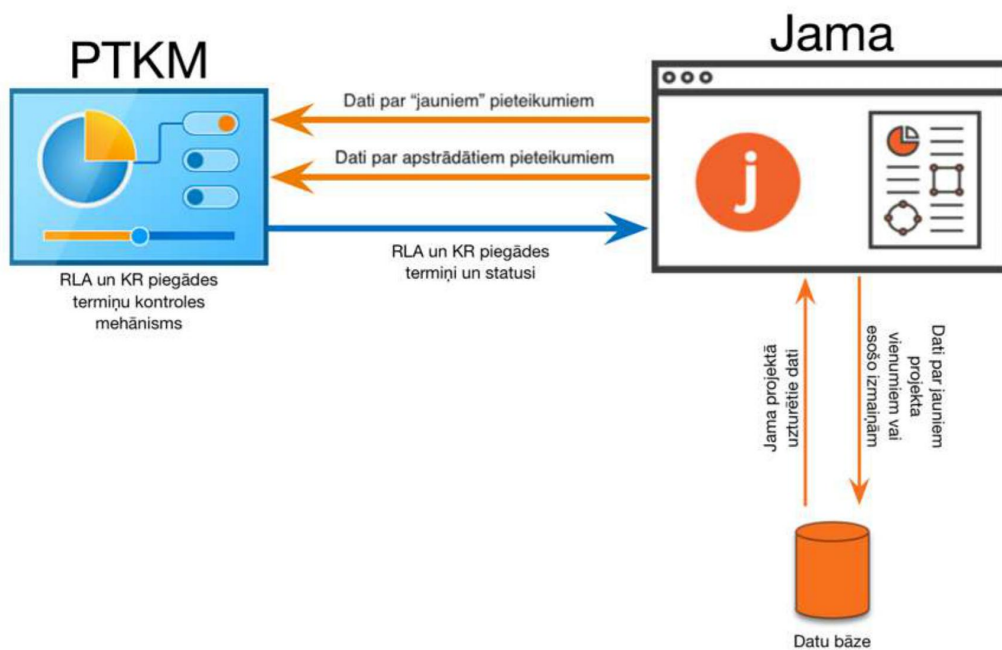 PTKM
Jama
Dati par “jauniem” pieteikumiem
Dati par apstrādātiem pieteikumiem
RLA un KR piegādes
termiņi un statusi
j
RLA un KR piegādes
termiņu kontroles
mehānisms
Jama projektā
uzturētie dati
Dati par jauniem
projekta
vienumiem vai
esošo izmaiņām
Datu bāze